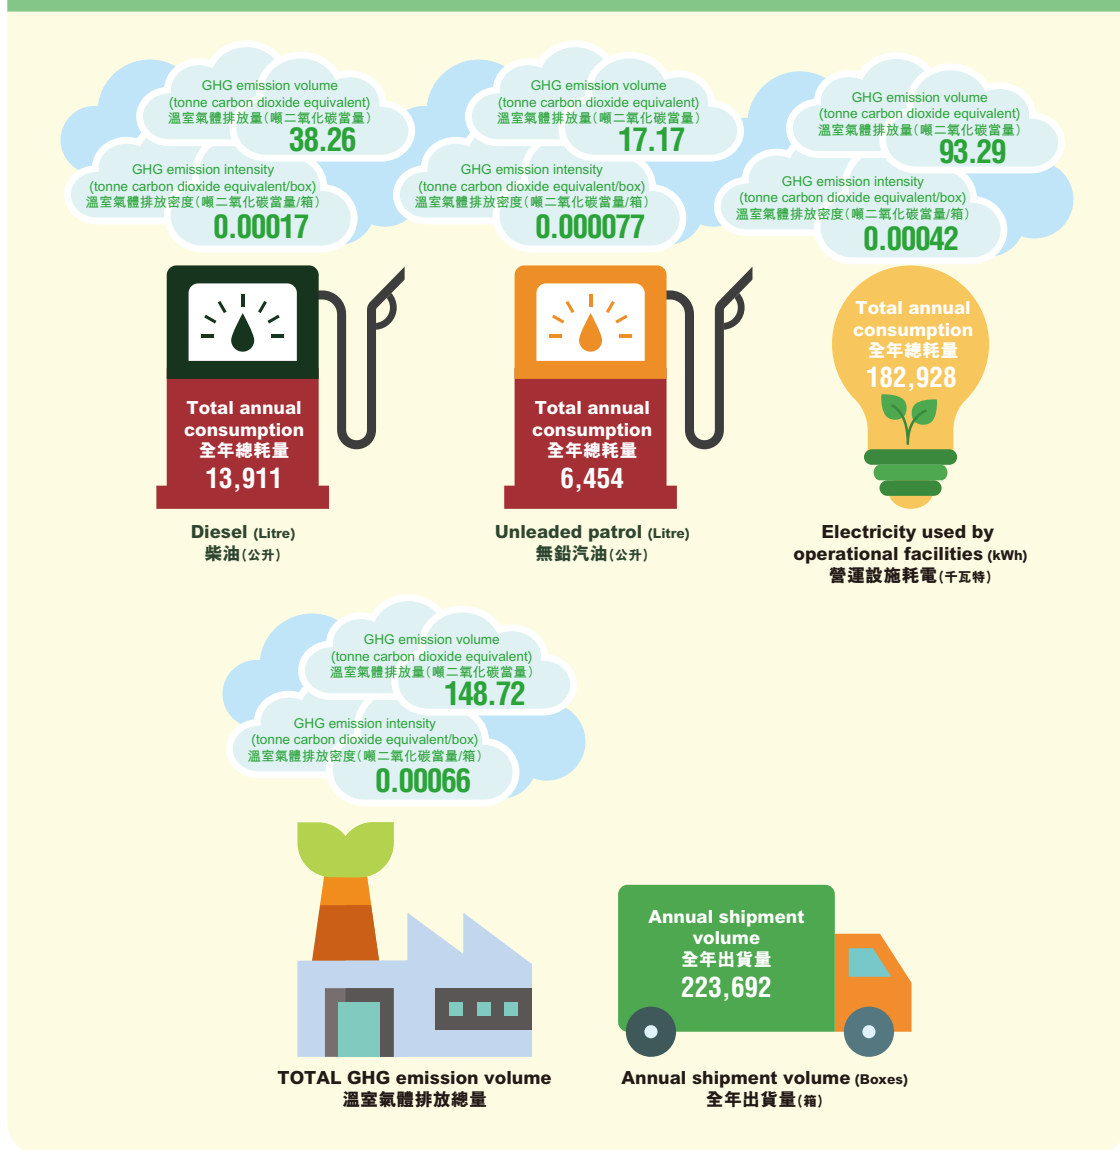 GHG emission volume
(tonne carbon dioxide equivalent)
溫室氣體排放量(噸二氧化碳當量)
38.26
GHG emission intensity
(tonne carbon dioxide equivalent/box)
溫室氣體排放密度(噸二氧化碳當量/箱)
0.00017
Total annual
consumption
全年總耗量
13,911
Diesel (Litre)
柴油(公升)
GHG emission volume
(tonne carbon dioxide equivalent)
溫室氣體排放量(噸二氧化碳當量)
17.17
GHG emission intensity
(tonne carbon dioxide equivalent/box)
溫室氣體排放密度(噸二氧化碳當量/箱)
0.000077
Total annual
consumption
全年總耗量
6,454
Unleaded patrol (Litre)
無鉛汽油(公升)
GHG emission volume
(tonne carbon dioxide equivalent)
溫室氣體排放量(噸二氧化碳當量)
93.29
GHG emission intensity
(tonne carbon dioxide equivalent/box)
溫室氣體排放密度(噸二氧化碳當量/箱)
0.00042
Total annual
consumption
全年總耗量
182,928
Electricity used by
operational facilities (kWh)
營運設施耗電(千瓦特)
GHG emission volume
(tonne carbon dioxide equivalent)
溫室氣體排放量(噸二氧化碳當量)
148.72
GHG emission intensity
(tonne carbon dioxide equivalent/box)
溫室氣體排放密度(噸二氧化碳當量/箱)
0.00066
TOTAL GHG emission volume
溫室氣體排放總量
Annual shipment
volume
全年出貨量
223,692
Annual shipment volume (Boxes)
全年出貨量(箱)